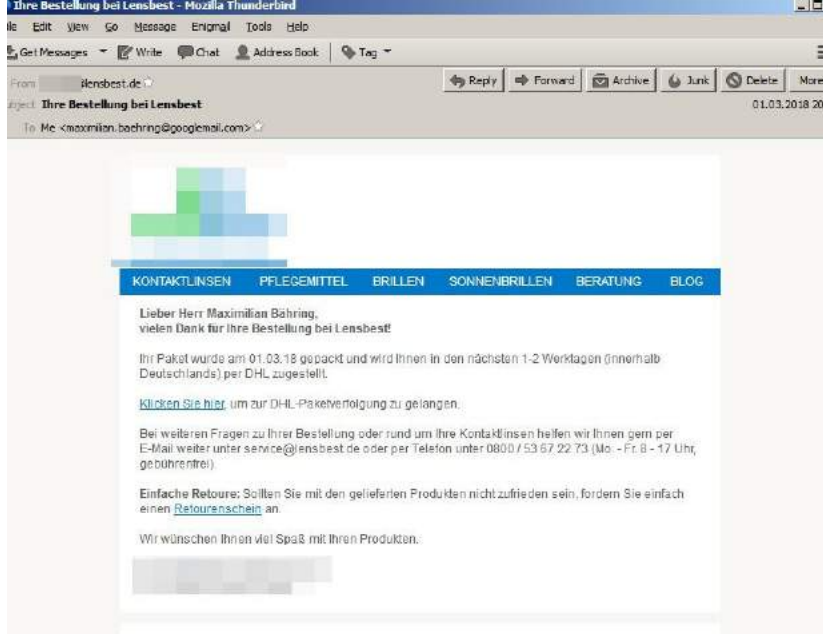 Ihre Bestellung bei Lensbest - Mozilla Thunderbird
Edit View Go Message Enigmail Tools Help
Get Messages Write Chat Address Book Tag
From ilensbest.de Reply Forward Archive Junk Delete More
Ihre Bestellung bei Lensbest 01.03.2018 20
To Me <maxmilian.baehring@googlemail.com>
KONTAKTLINSEN PFLEGEMITTEL BRILLEN SONNENBRILLEN BERATUNG BLOG
Lieber Herr Maximilian Bähring,
vielen Dank für Ihre Bestellung bei Lensbest!
Ihr Paket wurde am 01.03.18 gepackt und wird Ihnen in den nächsten 1-2 Werktagen (innerhalb
Deutschlands) per DHL zugestellt.
Klicken Sie hier, um zur DHL-Paketverfolgung zu gelangen.
Bei weiteren Fragen zu Ihrer Bestellung oder rund um Ihre Kontaktlinsen helfen wir Ihnen gern per
E-Mail weiter unter service@lensbest.de oder per Telefon unter 0800 / 53 67 22 73 (Mo. - Fr. 8 - 17 Uhr,
gebührenfrei).
Einfache Retoure: Sollten Sie mit den gelieferten Produkten nicht zufrieden sein, fordern Sie einfach
einen Retourenschein an.
Wir wünschen Ihnen viel Spaß mit Ihren Produkten.